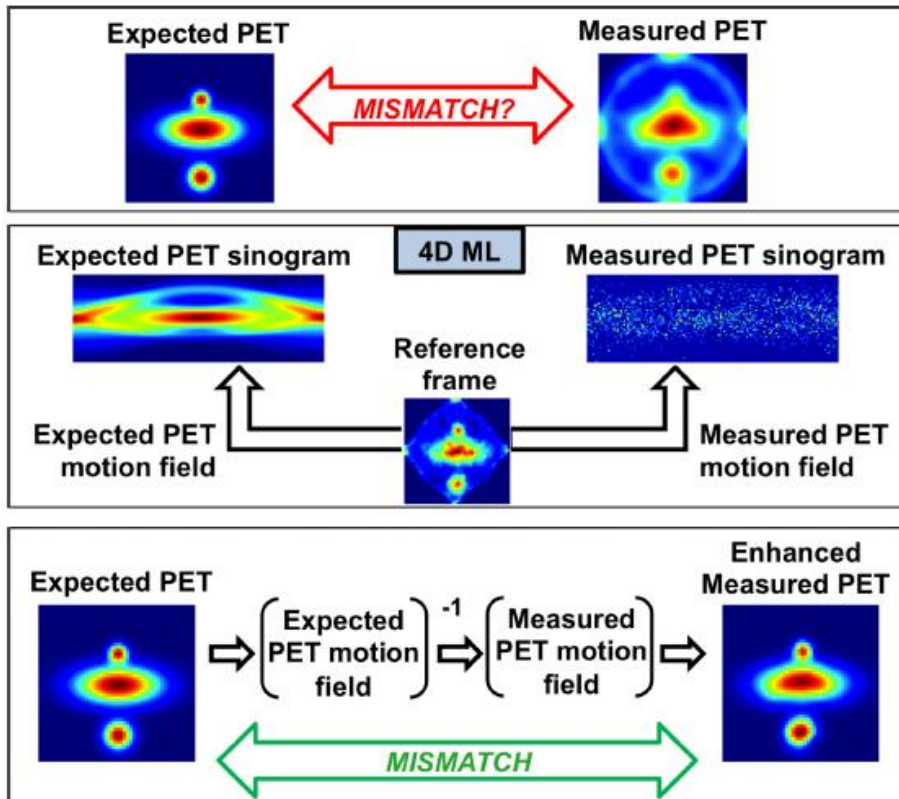 Expected PET
Measured PET
MISMATCH?
4D ML
Expected PET sinogram
Measured PET sinogram
Reference
frame
Expected PET
motion field
Measured PET
motion field
Expected PET
Enhanced
Measured PET
Expected
PET motion
field
-1
Measured
PET motion
field
MISMATCH